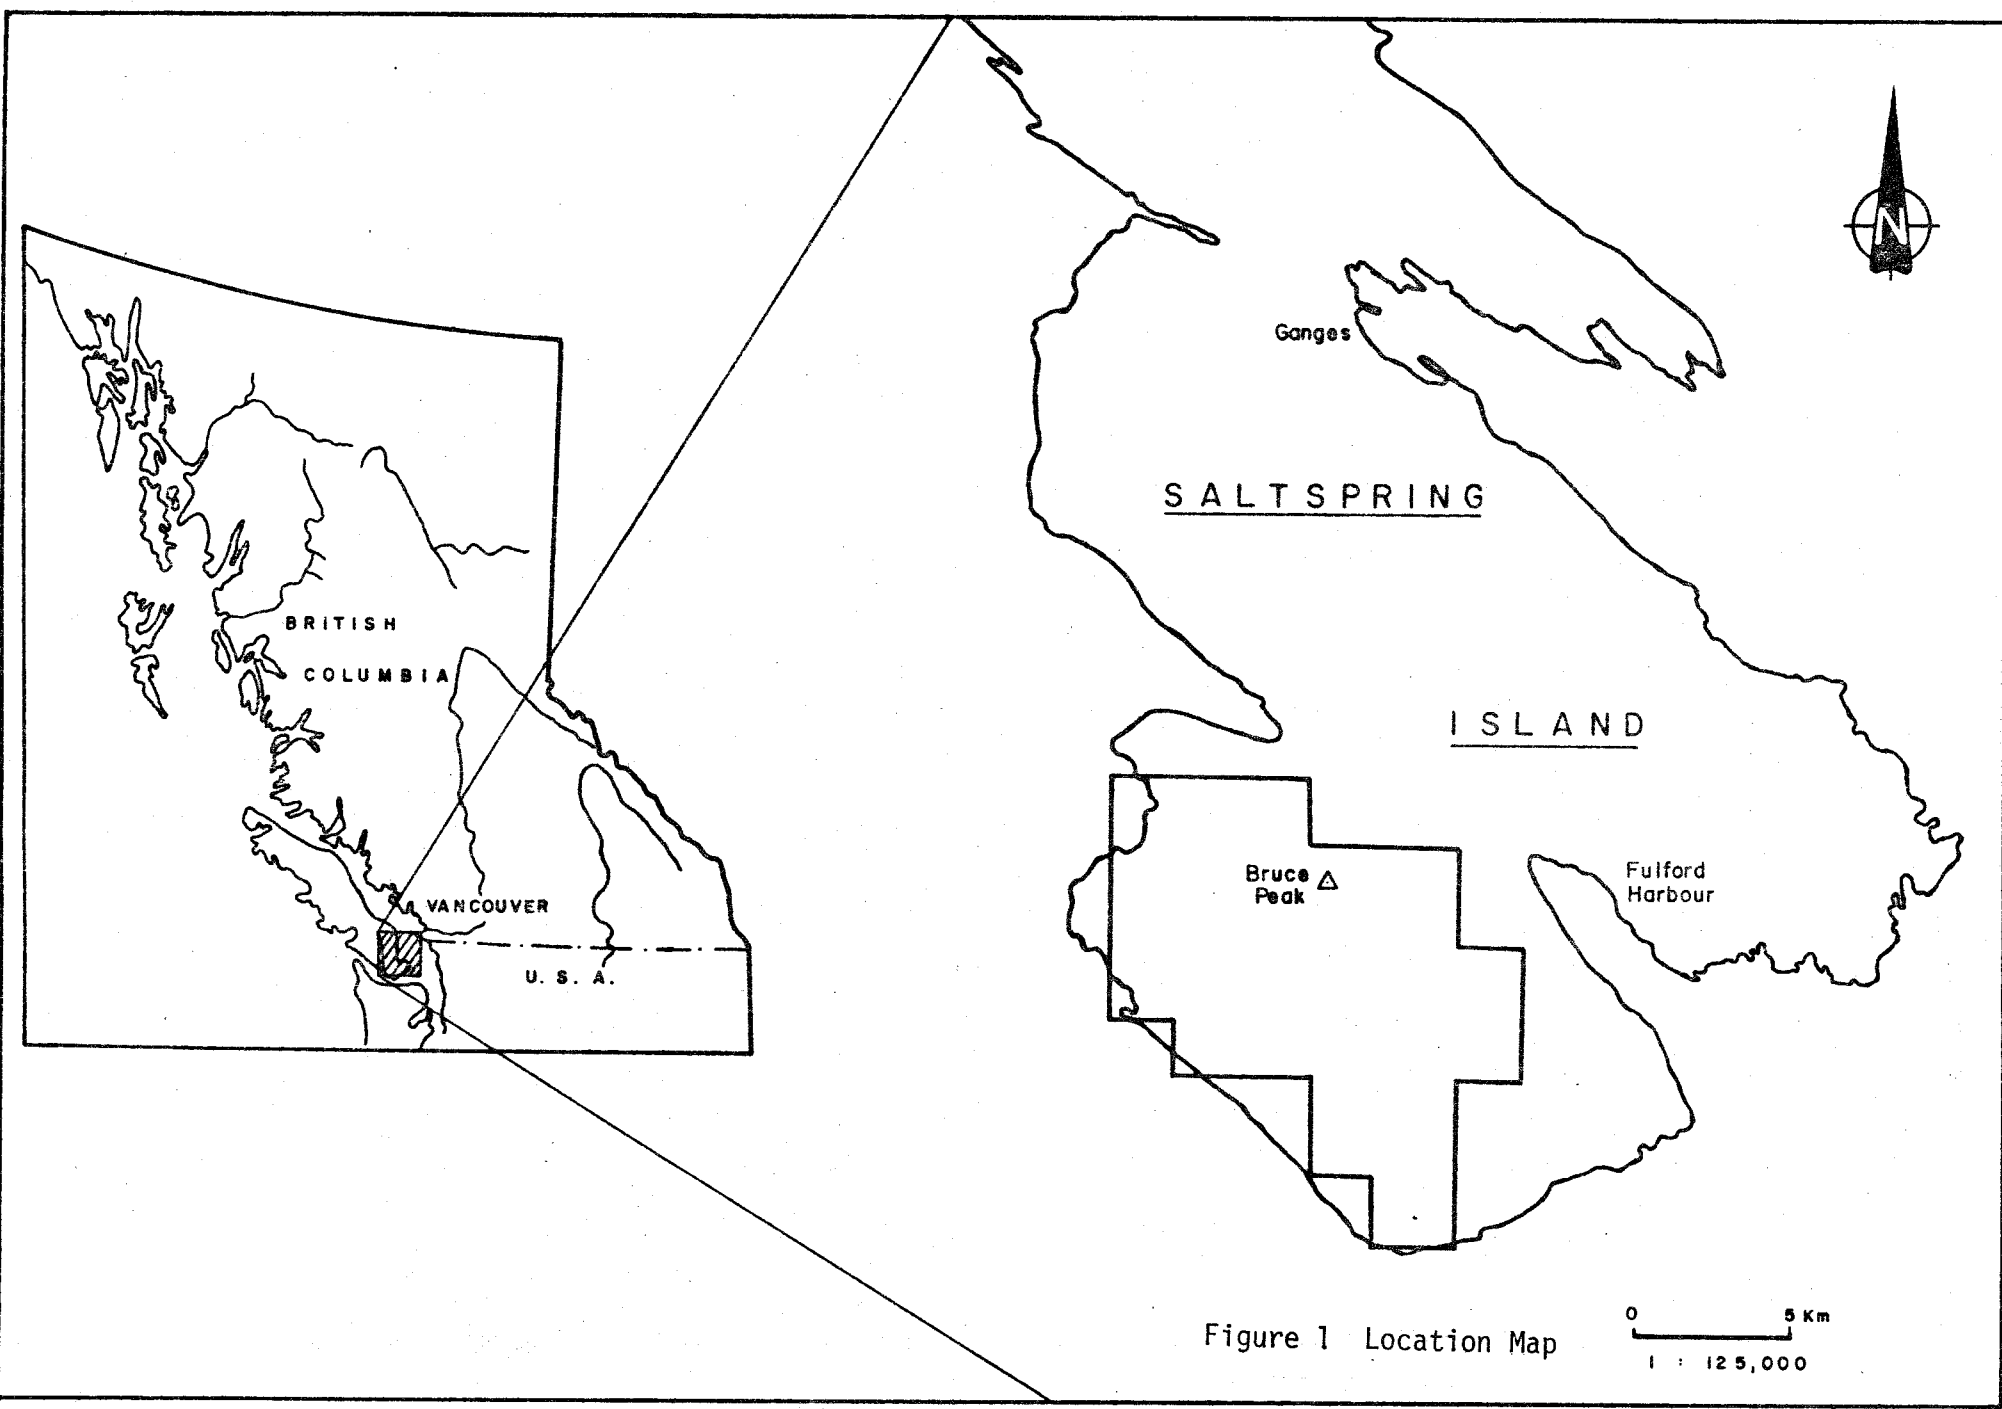 N
Ganges
SALTSPRING
BRITISH
COLUMBIA
ISLAND
Bruce
Peak
Fulford
Harbour
VANCOUVER
U. S. A.
0 5 Km
Figure 1 Location Map
1 : 125,000